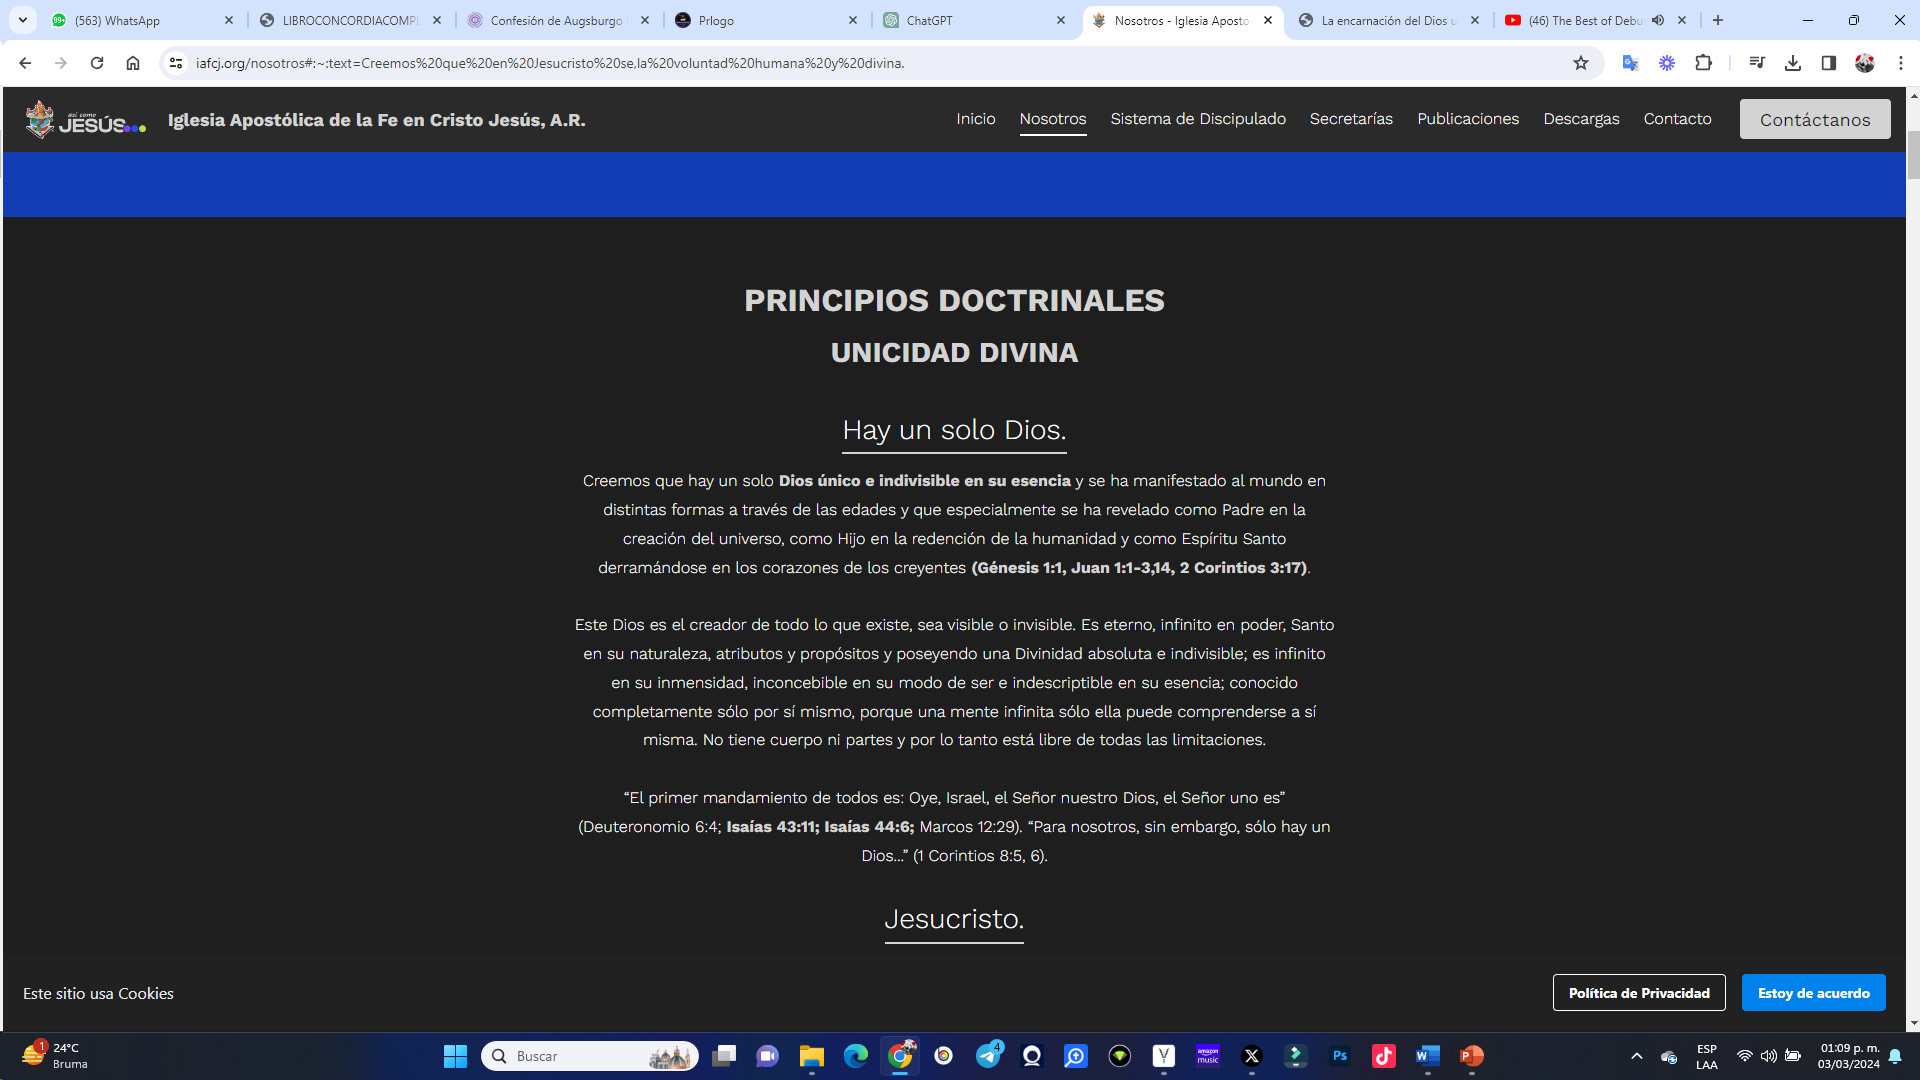 (563) WhatsApp
LIBROCONCORDIACOMPL
Confesión de Augsburgo
Prlogo
ChatGPT
Nosotros - Iglesia Aposto
La encarnación del Dios u
(46) The Best of Debu
iafcj.org/nosotros#:~:text=Creemos%20que%20en%20Jesucristo%20se,la%20voluntad%20humana%20y%20divina.
así como
JESÚS
Iglesia Apostólica de la Fe en Cristo Jesús, A.R.
Inicio
Nosotros
Sistema de Discipulado
Secretarías
Publicaciones
Descargas
Contacto
Contáctanos
PRINCIPIOS DOCTRINALES
UNICIDAD DIVINA
Hay un solo Dios.
Creemos que hay un solo Dios único e indivisible en su esencia y se ha manifestado al mundo en
distintas formas a través de las edades y que especialmente se ha revelado como Padre en la
creación del universo, como Hijo en la redención de la humanidad y como Espíritu Santo
derramándose en los corazones de los creyentes (Génesis 1:1, Juan 1:1-3,14, 2 Corintios 3:17).
Este Dios es el creador de todo lo que existe, sea visible o invisible. Es eterno, infinito en poder, Santo
en su naturaleza, atributos y propósitos y poseyendo una Divinidad absoluta e indivisible; es infinito
en su inmensidad, inconcebible en su modo de ser e indescriptible en su esencia; conocido
completamente sólo por sí mismo, porque una mente infinita sólo ella puede comprenderse a sí
misma. No tiene cuerpo ni partes y por lo tanto está libre de todas las limitaciones.
“El primer mandamiento de todos es: Oye, Israel, el Señor nuestro Dios, el Señor uno es”
(Deuteronomio 6:4; Isaías 43:11; Isaías 44:6; Marcos 12:29). “Para nosotros, sin embargo, sólo hay un
Dios...” (1 Corintios 8:5, 6).
Jesucristo.
Este sitio usa Cookies
Política de Privacidad
Estoy de acuerdo
1
24°C
Bruma
Buscar
4
amazon
music
Ps
ESP
LAA
01:09 p. m.
03/03/2024